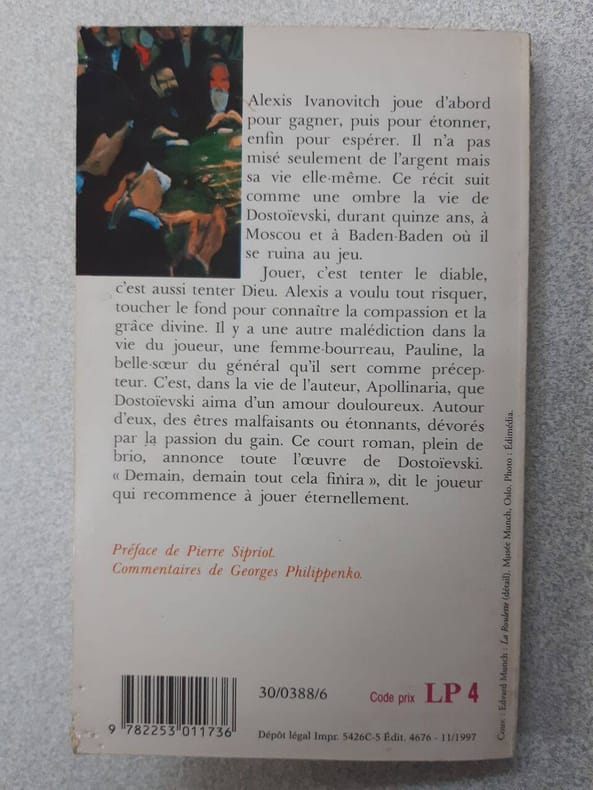 Alexis Ivanovitch joue d'abord
pour gagner, puis pour étonner,
enfin pour espérer. Il n'a pas
misé seulement de l'argent mais
sa vie elle-même. Ce récit suit
comme une ombre la vie de
Dostoïevski, durant quinze ans, à
Moscou et à Baden-Baden où il
se ruina au jeu.
Jouer, c'est tenter le diable,
c'est aussi tenter Dieu. Alexis a voulu tout risquer,
toucher le fond pour connaître la compassion et la
grâce divine. Il y a une autre malédiction dans la
vie du joueur, une femme-bourreau, Pauline, la
belle-sœur du général qu'il sert comme précep-
teur. C'est, dans la vie de l'auteur, Apollinaria, que
Dostoïevski aima d'un amour douloureux. Autour
d'eux, des êtres malfaisants ou étonnants, dévorés
par la passion du gain. Ce court roman, plein de
brio, annonce toute l'œuvre de Dostoïevski.
« Demain, demain tout cela finira », dit le joueur
qui recommence à jouer éternellement.
Préface de Pierre Sipriot.
Commentaires de Georges Philippenko.
30/0388/6
Code prix LP 4
9 782253 011736
Dépôt légal Impr. 5426C-5 Édit. 4676 - 11/1997
Couv. : Edvard Munch : La Roulette (détail). Musée Munch, Oslo. Photo : Édimédia.